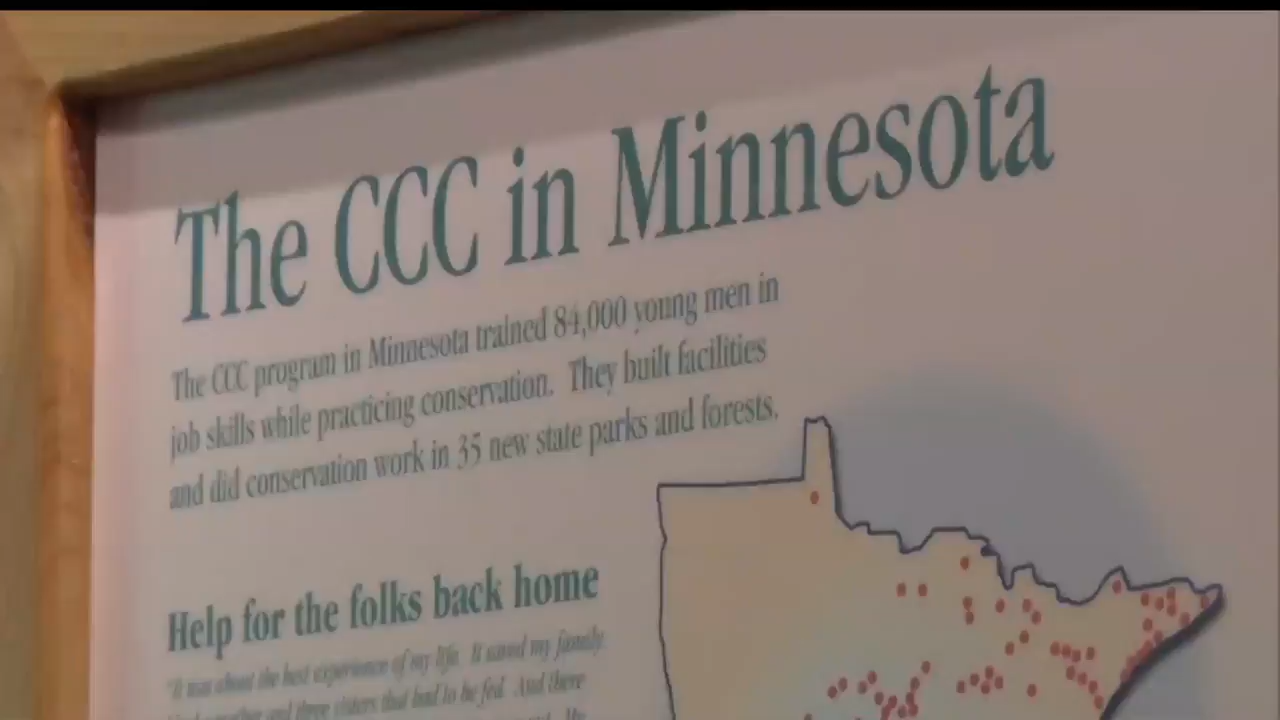 The CCC in Minnesota
The CCC program in Minnesota trained 84,000 young men in
job skills while practicing conservation. They built facilities
and did conservation work in 35 new state parks and forests.
Help for the folks back home
"It was about the best experience of my life. It saved my family.
mother and three sisters that had to be fed. And there